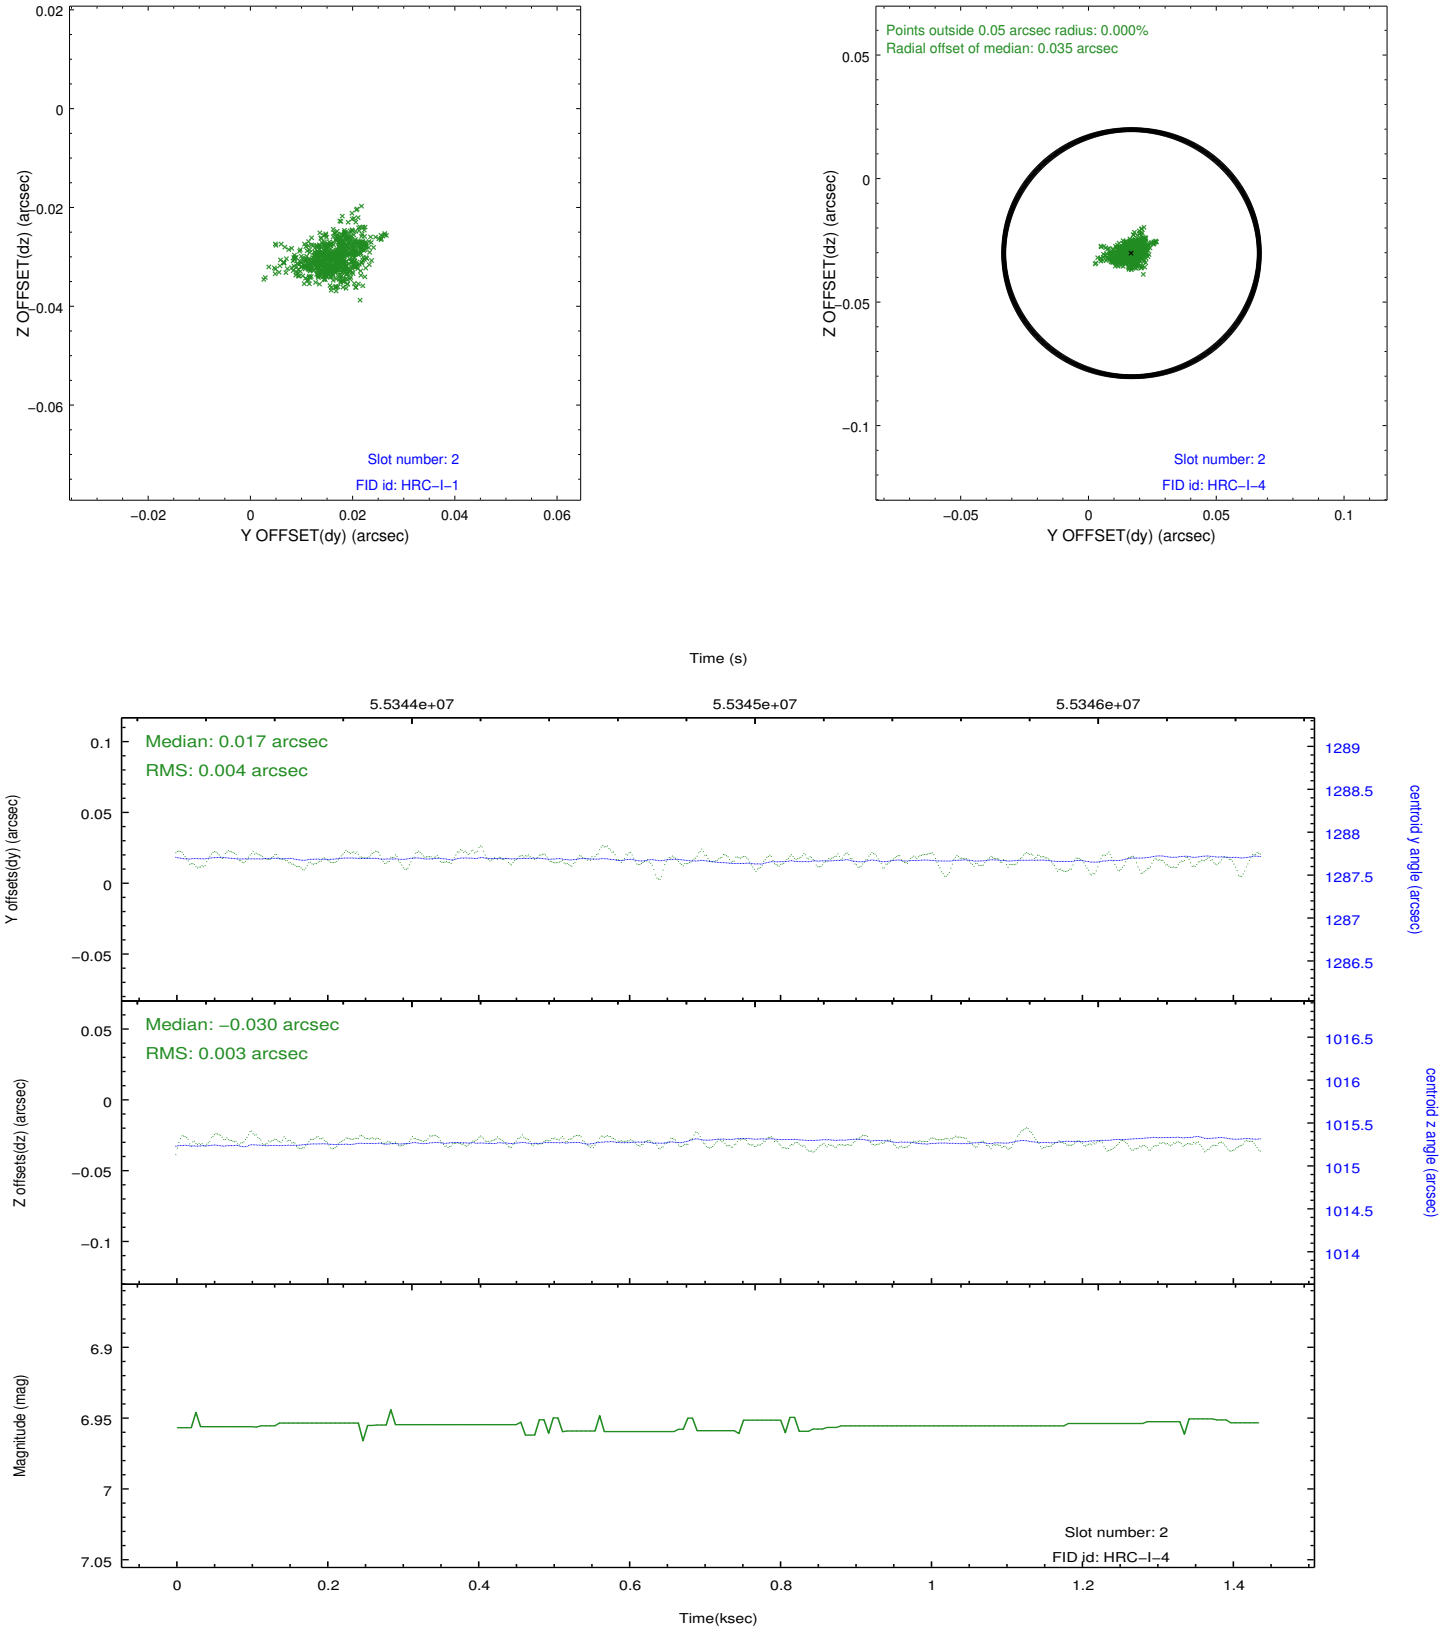 0.02
0
−0.02
−0.04
−0.06
Z OFFSET(dz) (arcsec)
Slot number: 2
FID id: HRC−I−1
−0.02
0
0.02
0.04
0.06
Y OFFSET(dy) (arcsec)
Points outside 0.05 arcsec radius: 0.000%
Radial offset of median: 0.035 arcsec
0.05
0
−0.05
−0.1
Z OFFSET(dz) (arcsec)
Slot number: 2
FID id: HRC−I−4
−0.05
0
0.05
0.1
Y OFFSET(dy) (arcsec)
Time (s)
5.5344e+07
5.5345e+07
5.5346e+07
Median: 0.017 arcsec
RMS: 0.004 arcsec
0.1
0.05
0
−0.05
Y offsets(dy) (arcsec)
1289
1288.5
1288
1287.5
1287
1286.5
centroid y angle (arcsec)
Median: −0.030 arcsec
RMS: 0.003 arcsec
0.05
0
−0.05
−0.1
Z offsets(dz) (arcsec)
1016.5
1016
1015.5
1015
1014.5
1014
centroid z angle (arcsec)
6.9
6.95
7
7.05
Magnitude (mag)
Slot number: 2
FID id: HRC−I−4
0
0.2
0.4
0.6
0.8
1
1.2
1.4
Time(ksec)